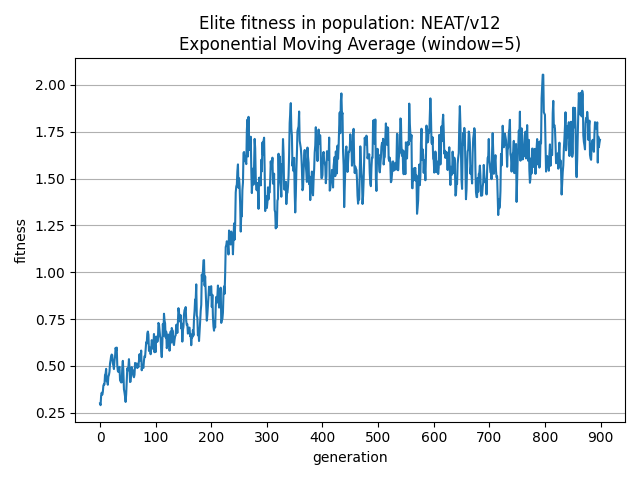 Elite fitness in population: NEAT/v12
Exponential Moving Average (window=5)
2.00
1.75
1.50
1.25
1.00
0.75
0.50
0.25
fitness
0 100 200 300 400 500 600 700 800 900
generation